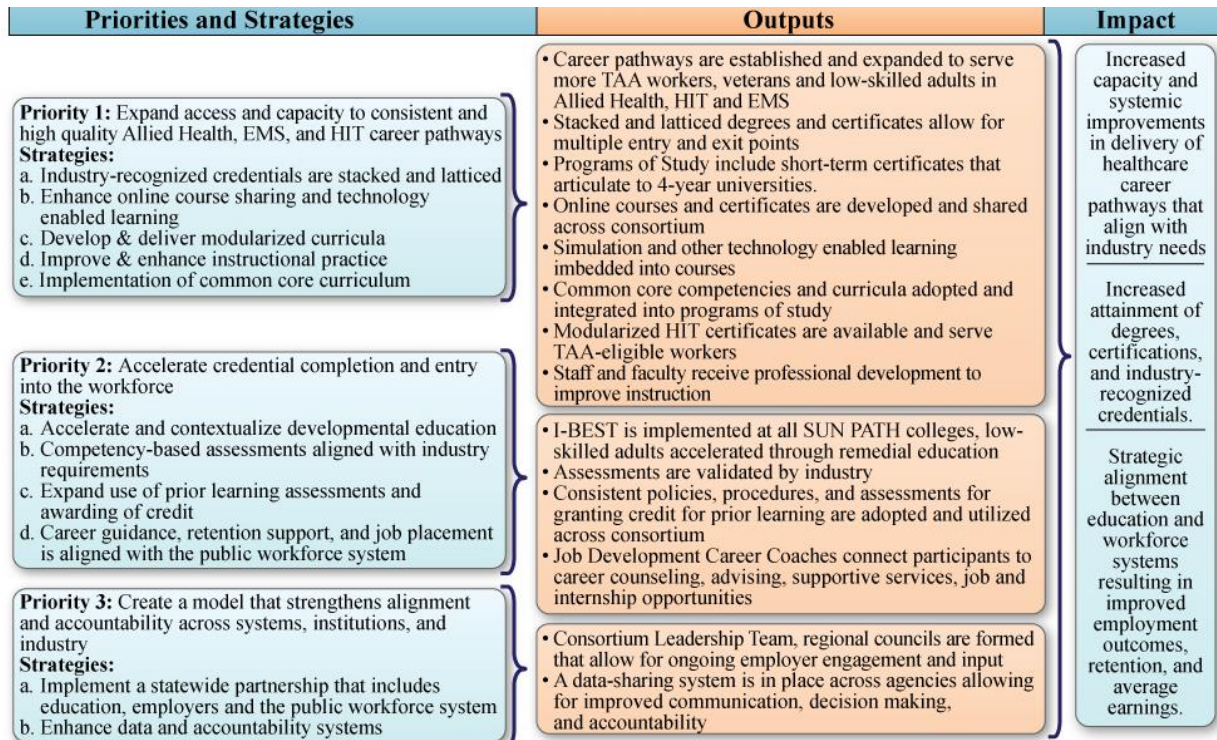 Priorities and Strategies
Outputs
Impact
Priority 1: Expand access and capacity to consistent and
high quality Allied Health, EMS, and HIT career pathways
Strategies:
a. Industry-recognized credentials are stacked and latticed
b. Enhance online course sharing and technology
enabled learning
c. Develop & deliver modularized curricula
d. Improve & enhance instructional practice
e. Implementation of common core curriculum
Priority 2: Accelerate credential completion and entry
into the workforce
Strategies:
a. Accelerate and contextualize developmental education
b. Competency-based assessments aligned with industry
requirements
c. Expand use of prior learning assessments and
awarding of credit
d. Career guidance, retention support, and job placement
is aligned with the public workforce system
Priority 3: Create a model that strengthens alignment
and accountability across systems, institutions, and
industry
Strategies:
a. Implement a statewide partnership that includes
education, employers and the public workforce system
b. Enhance data and accountability systems
• Career pathways are established and expanded to serve
more TAA workers, veterans and low-skilled adults in
Allied Health, HIT and EMS
• Stacked and latticed degrees and certificates allow for
multiple entry and exit points
• Programs of Study include short-term certificates that
articulate to 4-year universities.
• Online courses and certificates are developed and shared
across consortium
• Simulation and other technology enabled learning
imbedded into courses
• Common core competencies and curricula adopted and
integrated into programs of study
• Modularized HIT certificates are available and serve
TAA-eligible workers
• Staff and faculty receive professional development to
improve instruction
• I-BEST is implemented at all SUN PATH colleges, low-
skilled adults accelerated through remedial education
• Assessments are validated by industry
• Consistent policies, procedures, and assessments for
granting credit for prior learning are adopted and utilized
across consortium
• Job Development Career Coaches connect participants to
career counseling, advising, supportive services, job and
internship opportunities
• Consortium Leadership Team, regional councils are formed
that allow for ongoing employer engagement and input
• A data-sharing system is in place across agencies allowing
for improved communication, decision making,
and accountability
Increased
capacity and
systemic
improvements
in delivery of
healthcare
career
pathways that
align with
industry needs
Increased
attainment of
degrees,
certifications,
and industry-
recognized
credentials.
Strategic
alignment
between
education and
workforce
systems
resulting in
improved
employment
outcomes,
retention, and
average
earnings.